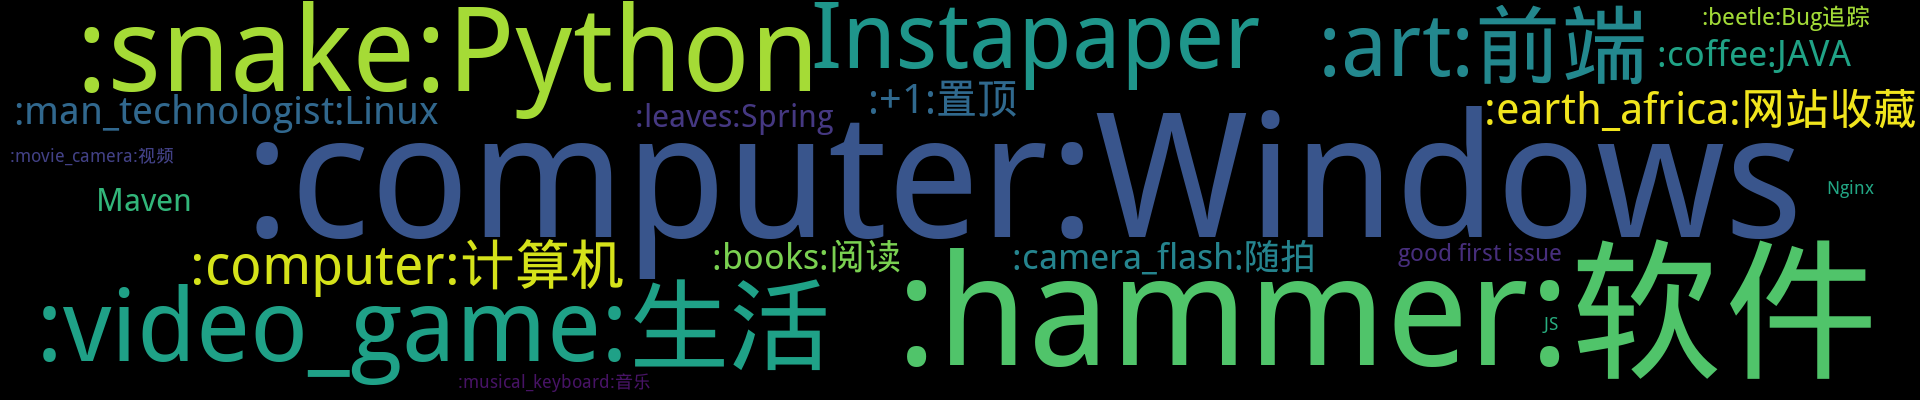 :snake:Python
Instapaper
:art:前端
:beetle:Bug追踪
:coffee:JAVA
:man_technologist:Linux
:leaves:Spring
:+1:置顶
:earth_africa:网站收藏
:movie_camera:视频
:computer:Windows
Maven
Nginx
:computer:计算机
:books:阅读
:camera_flash:随拍
good first issue
:video_game:生活
:hammer:软件
JS
:musical_keyboard:音乐